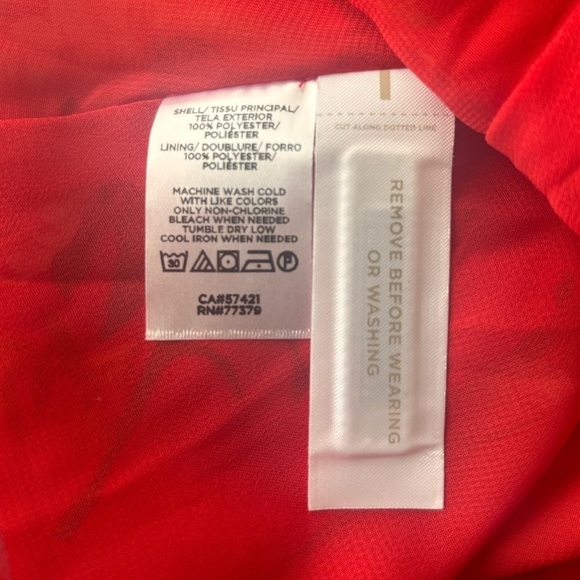 SHELL/ TISSU PRINCIPAL/
TELA EXTERIOR
100% POLYESTER/
POLIÉSTER
LINING/ DOUBLURE/ FORRO
100% POLYESTER/
POLIÉSTER
MACHINE WASH COLD
WITH LIKE COLORS
ONLY NON-CHLORINE
BLEACH WHEN NEEDED
TUMBLE DRY LOW
COOL IRON WHEN NEEDED
30 P
CA#57421
RN#77379
CUT ALONG DOTTED LINE
REMOVE BEFORE WEARING
OR WASHING